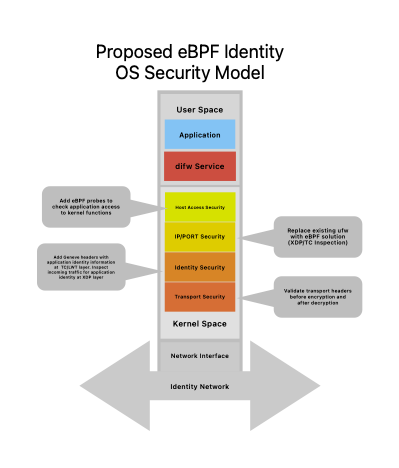 Proposed eBPF Identity
OS Security Model
User Space
Application
difw Service
Add eBPF probes to
check application access
to kernel functions
Host Access Security
IP/PORT Security
Replace existing ufw
with eBPF solution
(XDP/TC Inspection)
Add Geneve headers with
application identity information
at TC/LWT layer. Inspect
incoming traffic for application
identity at XDP layer
Identity Security
Transport Security
Validate transport headers
before encryption and
after decryption
Kernel Space
Network Interface
Identity Network